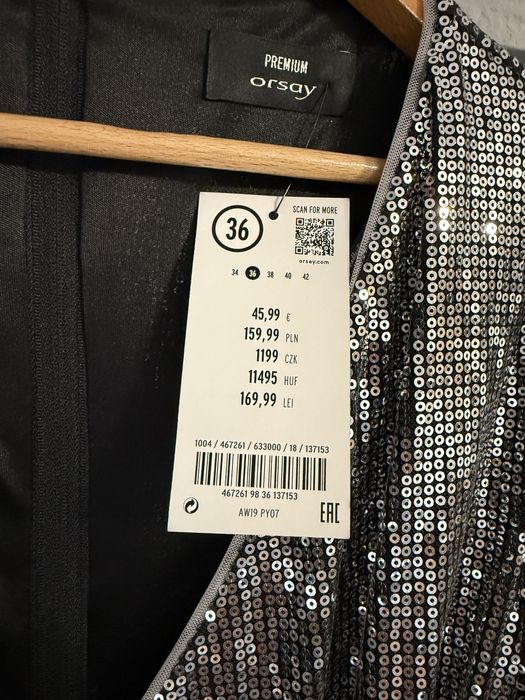 PREMIUM
orsay
36
SCAN FOR MORE
orsay.com
34 36 38 40 42
45,99 €
159,99 PLN
1199 CZK
11495 HUF
169,99 LEI
1004 / 467261 / 633000 / 18 / 137153
467261 98 36 137153
AW19 PY07
EAC